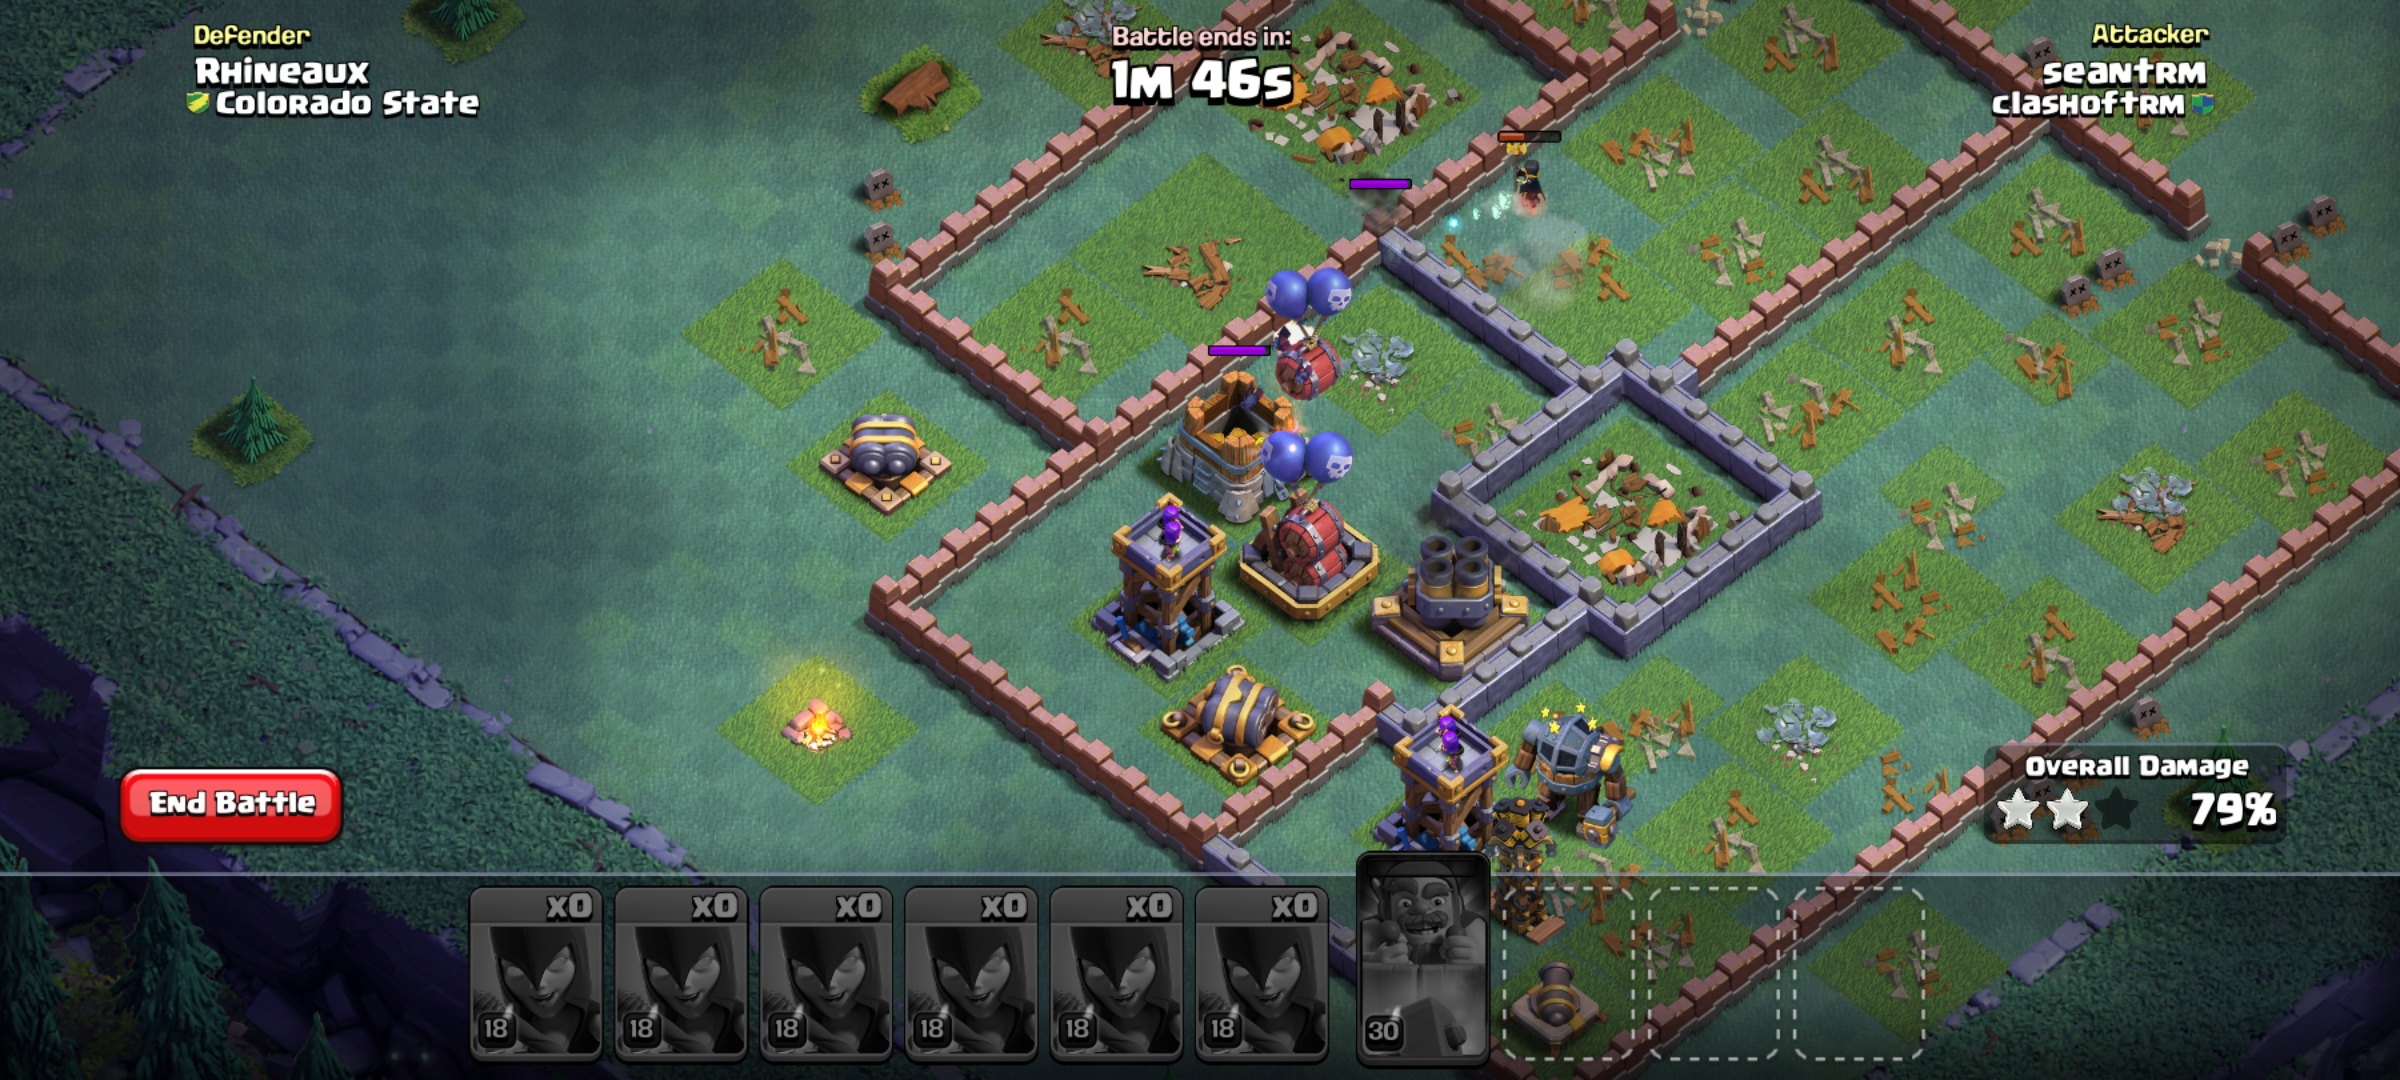 Defender
Rhineaux
Colorado State
Battle ends in:
1M 46s
Attacker
seantRM
clashoftRM
End Battle
Overall Damage
79%
x0
x0
x0
x0
x0
x0
18
18
18
18
18
18
30